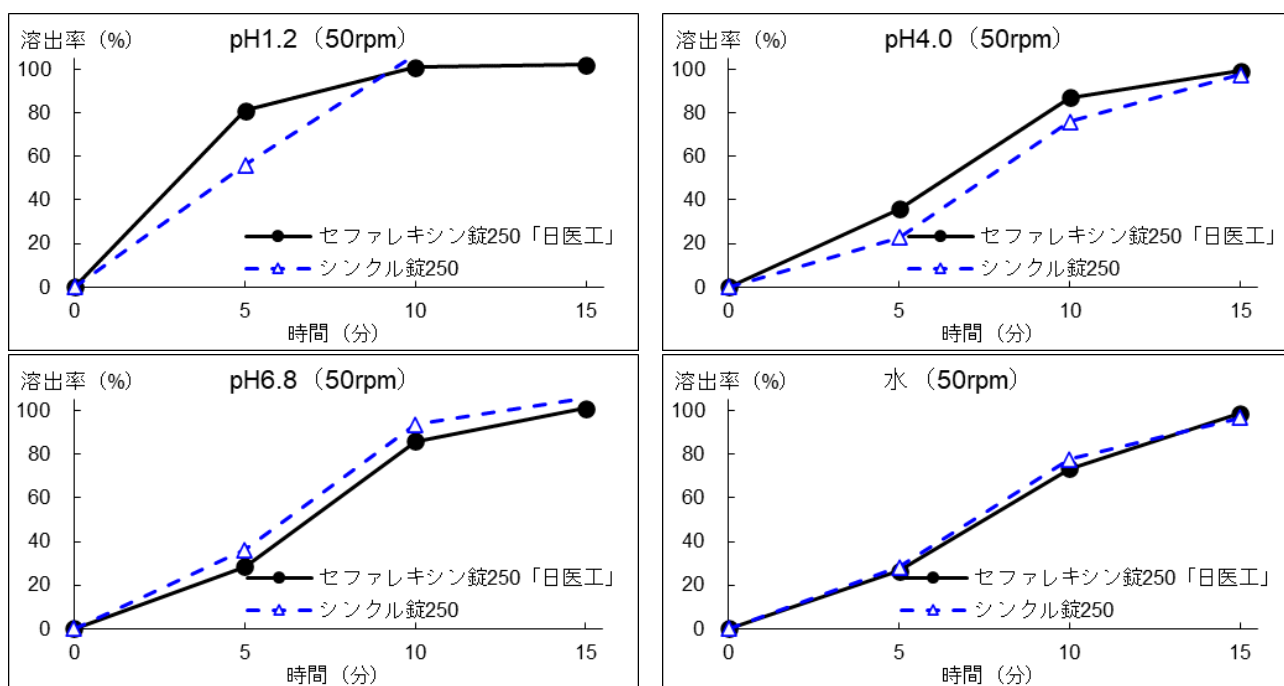 溶出率（%）
pH1.2（50rpm）
100
80
60
40
20
0
セファレキシン錠250「日医工」
シンクル錠250
0 5 10 15
時間（分）
溶出率（%）
pH4.0（50rpm）
100
80
60
40
20
0
セファレキシン錠250「日医工」
シンクル錠250
0 5 10 15
時間（分）
溶出率（%）
pH6.8（50rpm）
100
80
60
40
20
0
セファレキシン錠250「日医工」
シンクル錠250
0 5 10 15
時間（分）
溶出率（%）
水（50rpm）
100
80
60
40
20
0
セファレキシン錠250「日医工」
シンクル錠250
0 5 10 15
時間（分）